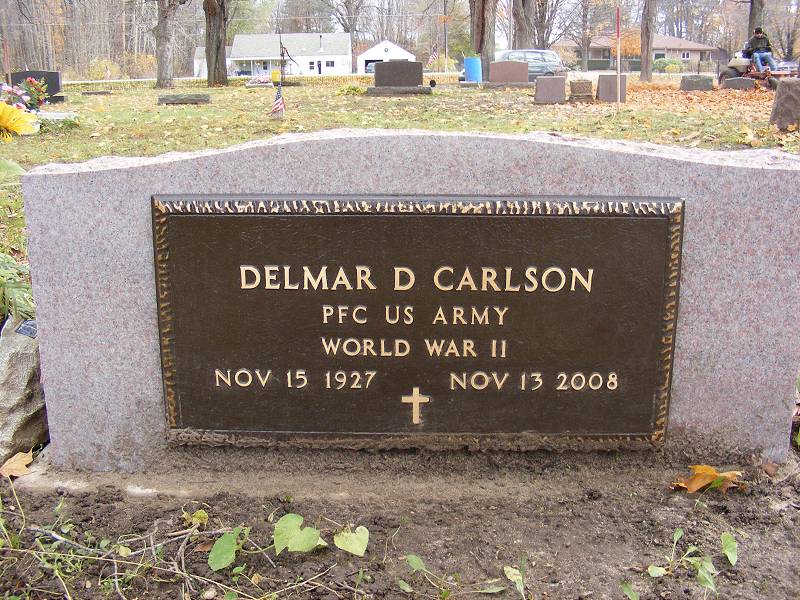 DELMAR D CARLSON
PFC US ARMY
WORLD WAR II
NOV 15 1927 NOV 13 2008